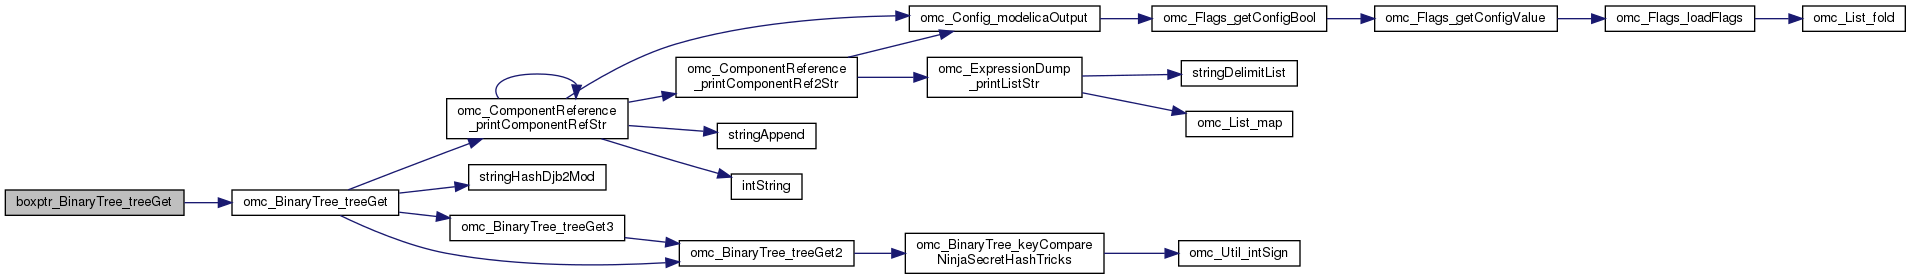 boxptr_BinaryTree_treeGet
omc_BinaryTree_treeGet
omc_ComponentReference
_printComponentRefStr
stringHashDjb2Mod
omc_BinaryTree_treeGet3
omc_BinaryTree_treeGet2
omc_ComponentReference
_printComponentRef2Str
stringAppend
intString
omc_Config_modelicaOutput
omc_ExpressionDump
_printListStr
omc_BinaryTree_keyCompare
NinjaSecretHashTricks
omc_Flags_getConfigBool
stringDelimitList
omc_List_map
omc_Util_intSign
omc_Flags_getConfigValue
omc_Flags_loadFlags
omc_List_fold